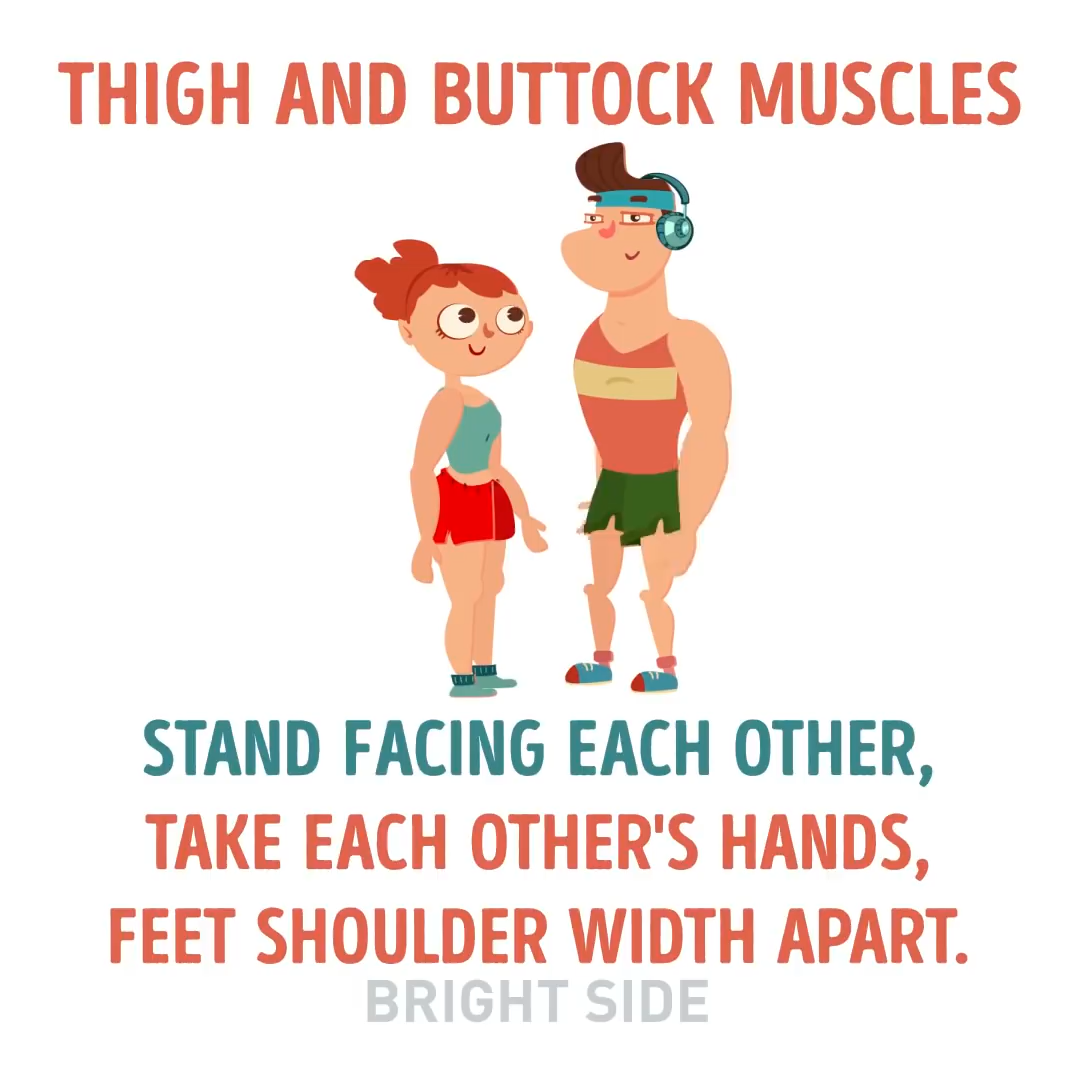 THIGH AND BUTTOCK MUSCLES
STAND FACING EACH OTHER,
TAKE EACH OTHER'S HANDS,
FEET SHOULDER WIDTH APART.
BRIGHT SIDE